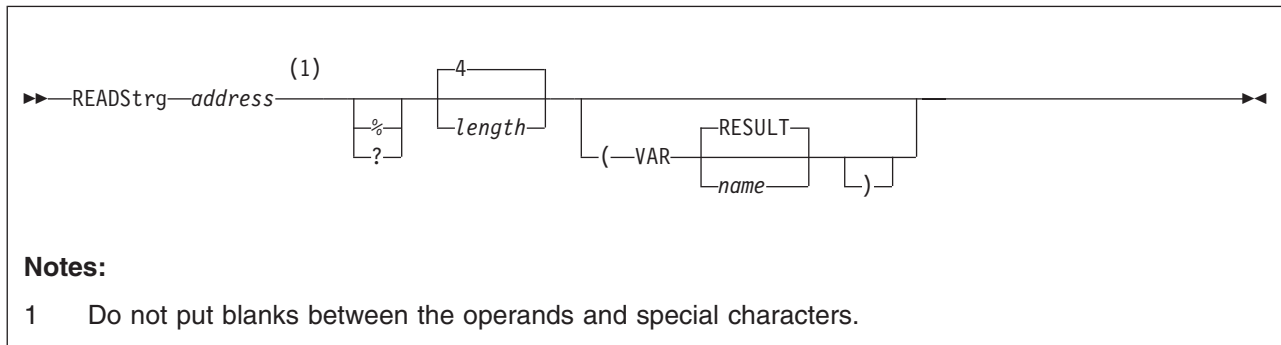 (1) 4
►►—READStrg—address
% length RESULT
? ( VAR
name )
►◄
Notes:
1 Do not put blanks between the operands and special characters.